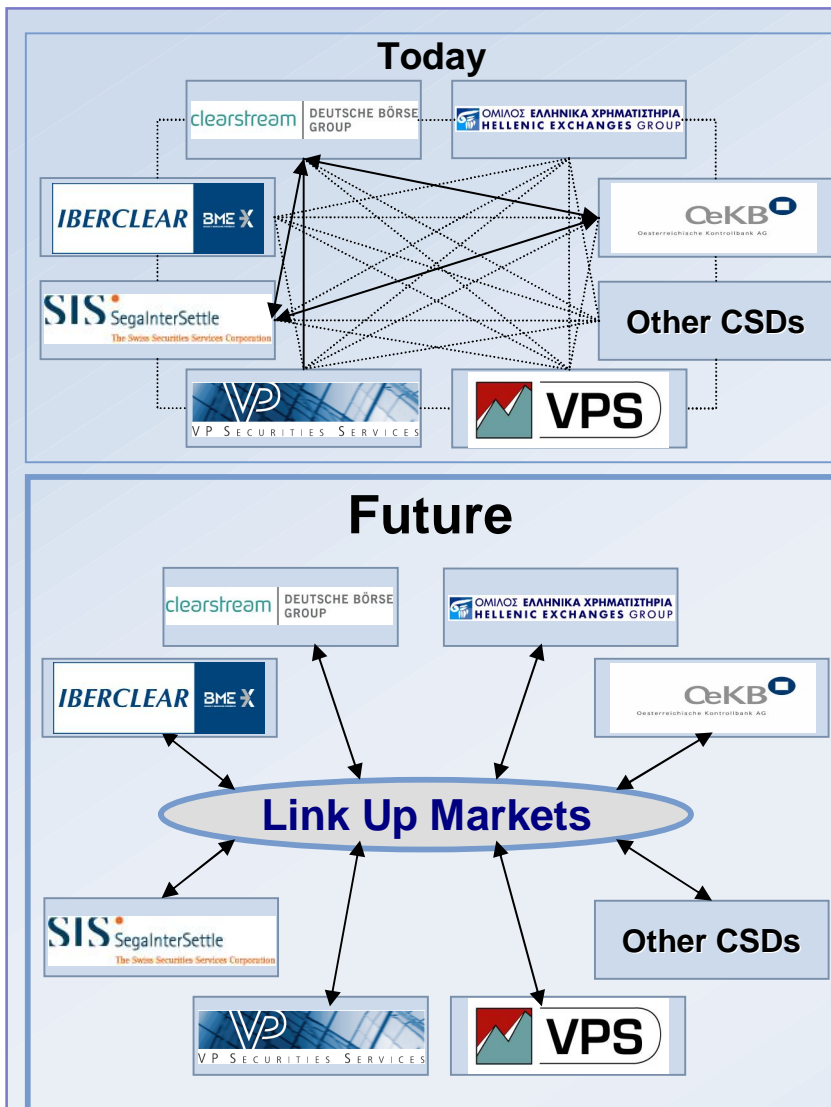 Today
clearstream DEUTSCHE BÖRSE
GROUP
ΟΜΙΛΟΣ ΕΛΛΗΝΙΚΑ ΧΡΗΜΑΤΙΣΤΗΡΙΑ
HELLENIC EXCHANGES GROUP
IBERCLEAR BME X
OeKB
Oesterreichische Kontrollbank AG
SIS SegaInterSettle
The Swiss Securities Services Corporation
Other CSDs
VP
VP SECURITIES SERVICES
VPS
Future
clearstream DEUTSCHE BÖRSE
GROUP
ΟΜΙΛΟΣ ΕΛΛΗΝΙΚΑ ΧΡΗΜΑΤΙΣΤΗΡΙΑ
HELLENIC EXCHANGES GROUP
IBERCLEAR BME X
OeKB
Oesterreichische Kontrollbank AG
Link Up Markets
SIS SegaInterSettle
The Swiss Securities Services Corporation
Other CSDs
VP
VP SECURITIES SERVICES
VPS